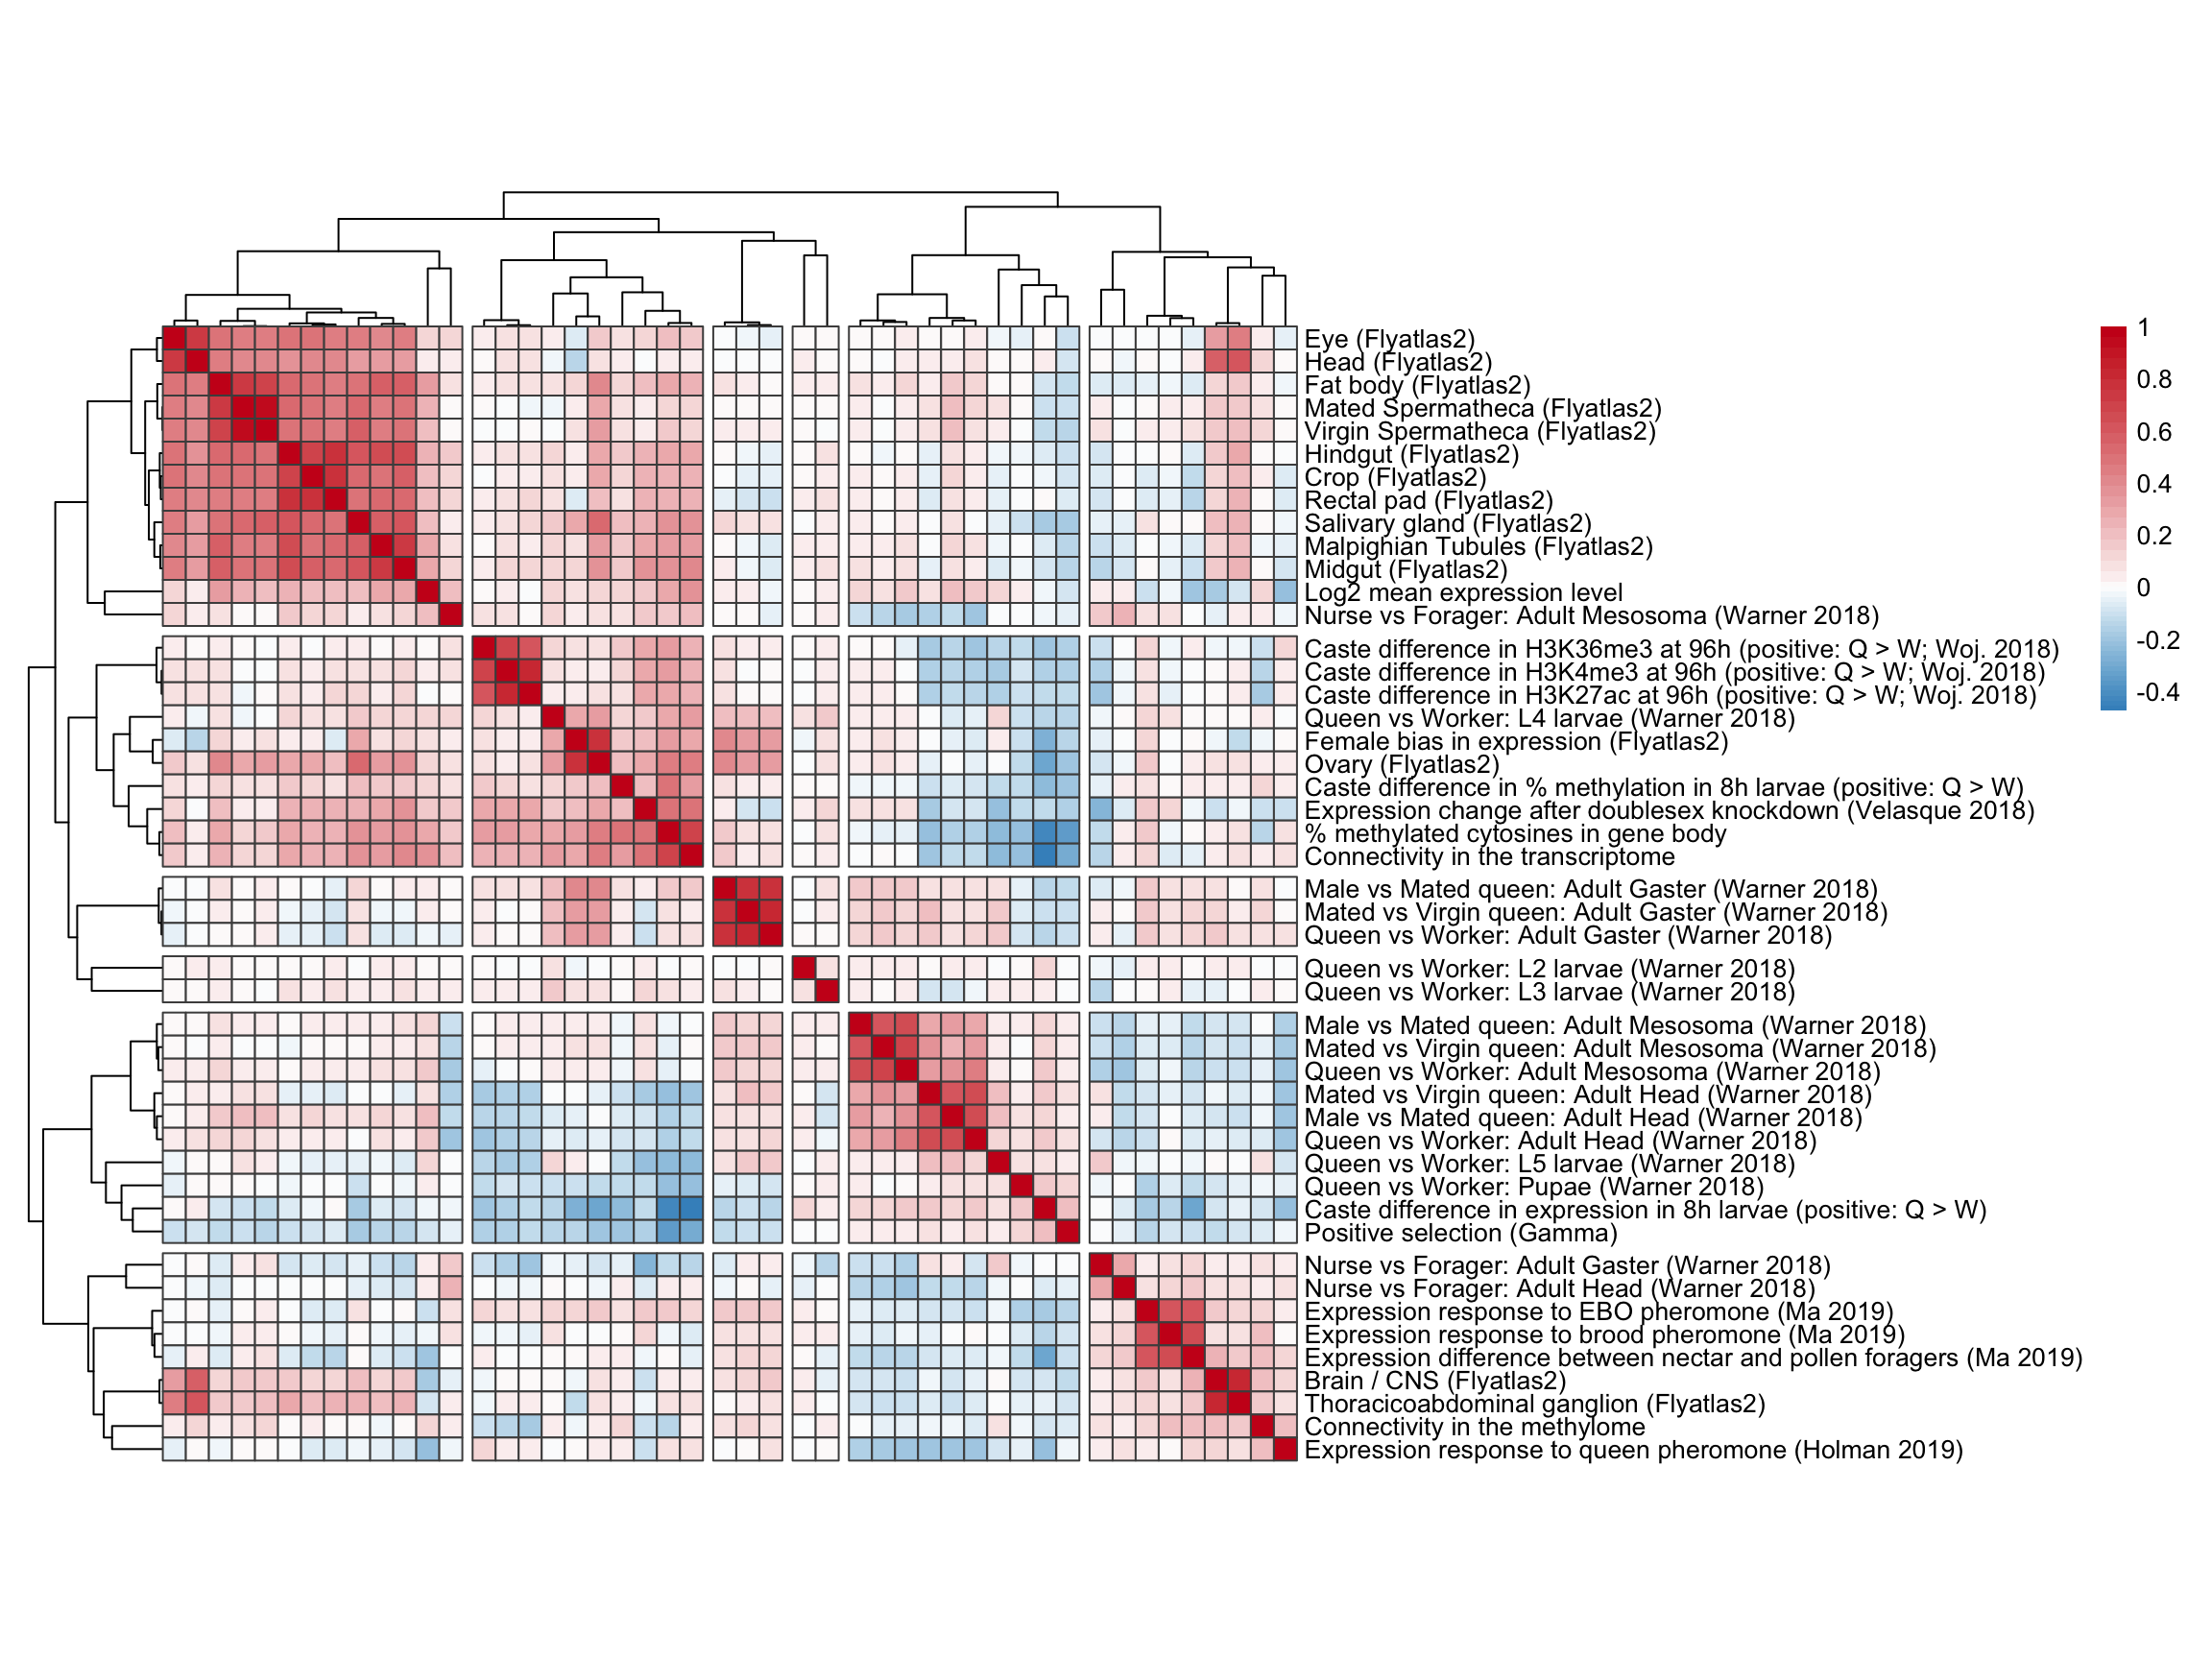 Eye (Flyatlas2)
Head (Flyatlas2)
Fat body (Flyatlas2)
Mated Spermatheca (Flyatlas2)
Virgin Spermatheca (Flyatlas2)
Hindgut (Flyatlas2)
Crop (Flyatlas2)
Rectal pad (Flyatlas2)
Salivary gland (Flyatlas2)
Malpighian Tubules (Flyatlas2)
Midgut (Flyatlas2)
Log2 mean expression level
Nurse vs Forager: Adult Mesosoma (Warner 2018)
Caste difference in H3K36me3 at 96h (positive: Q > W; Woj. 2018)
Caste difference in H3K4me3 at 96h (positive: Q > W; Woj. 2018)
Caste difference in H3K27ac at 96h (positive: Q > W; Woj. 2018)
Queen vs Worker: L4 larvae (Warner 2018)
Female bias in expression (Flyatlas2)
Ovary (Flyatlas2)
Caste difference in % methylation in 8h larvae (positive: Q > W)
Expression change after doublesex knockdown (Velasque 2018)
% methylated cytosines in gene body
Connectivity in the transcriptome
Male vs Mated queen: Adult Gaster (Warner 2018)
Mated vs Virgin queen: Adult Gaster (Warner 2018)
Queen vs Worker: Adult Gaster (Warner 2018)
Queen vs Worker: L2 larvae (Warner 2018)
Queen vs Worker: L3 larvae (Warner 2018)
Male vs Mated queen: Adult Mesosoma (Warner 2018)
Mated vs Virgin queen: Adult Mesosoma (Warner 2018)
Queen vs Worker: Adult Mesosoma (Warner 2018)
Mated vs Virgin queen: Adult Head (Warner 2018)
Male vs Mated queen: Adult Head (Warner 2018)
Queen vs Worker: Adult Head (Warner 2018)
Queen vs Worker: L5 larvae (Warner 2018)
Queen vs Worker: Pupae (Warner 2018)
Caste difference in expression in 8h larvae (positive: Q > W)
Positive selection (Gamma)
Nurse vs Forager: Adult Gaster (Warner 2018)
Nurse vs Forager: Adult Head (Warner 2018)
Expression response to EBO pheromone (Ma 2019)
Expression response to brood pheromone (Ma 2019)
Expression difference between nectar and pollen foragers (Ma 2019)
Brain / CNS (Flyatlas2)
Thoracicoabdominal ganglion (Flyatlas2)
Connectivity in the methylome
Expression response to queen pheromone (Holman 2019)
1
0.8
0.6
0.4
0.2
0
-0.2
-0.4